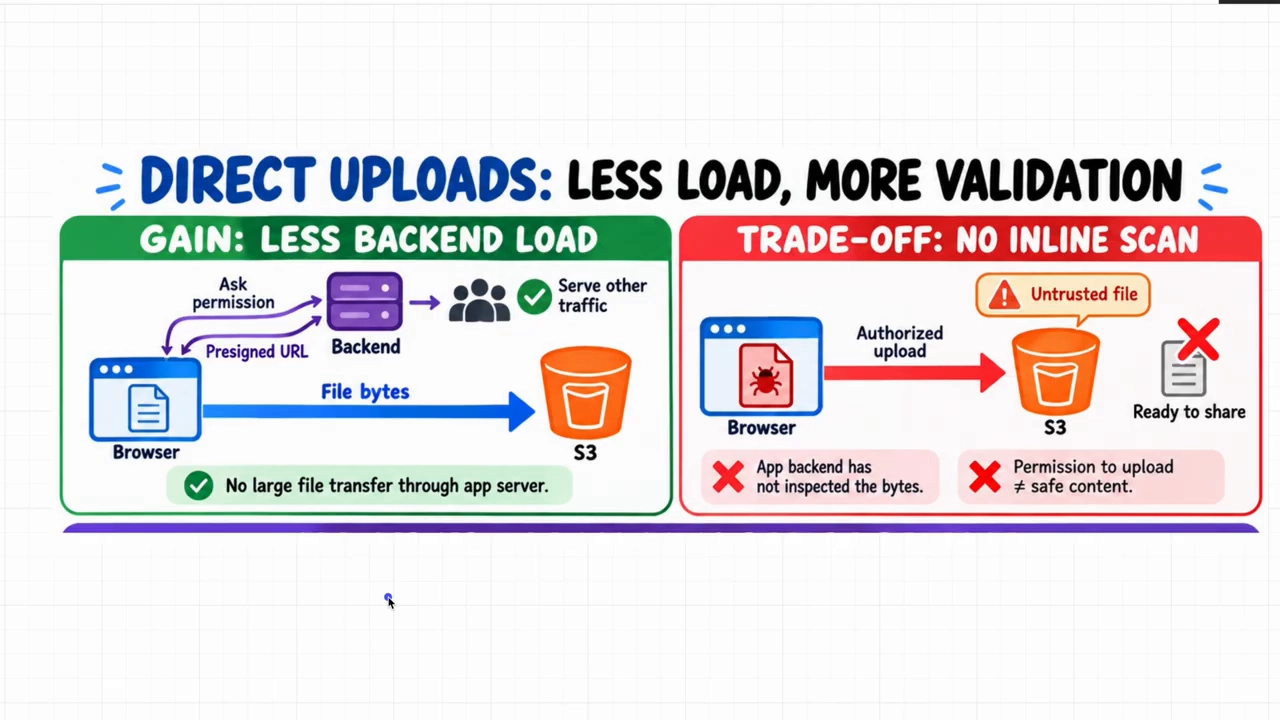 DIRECT UPLOADS: LESS LOAD, MORE VALIDATION
GAIN: LESS BACKEND LOAD
Ask
permission
Presigned URL
Backend
Serve other
traffic
File bytes
Browser
S3
No large file transfer through app server.
TRADE-OFF: NO INLINE SCAN
Untrusted file
Authorized
upload
Browser
S3
Ready to share
App backend has
not inspected the bytes.
Permission to upload
≠ safe content.